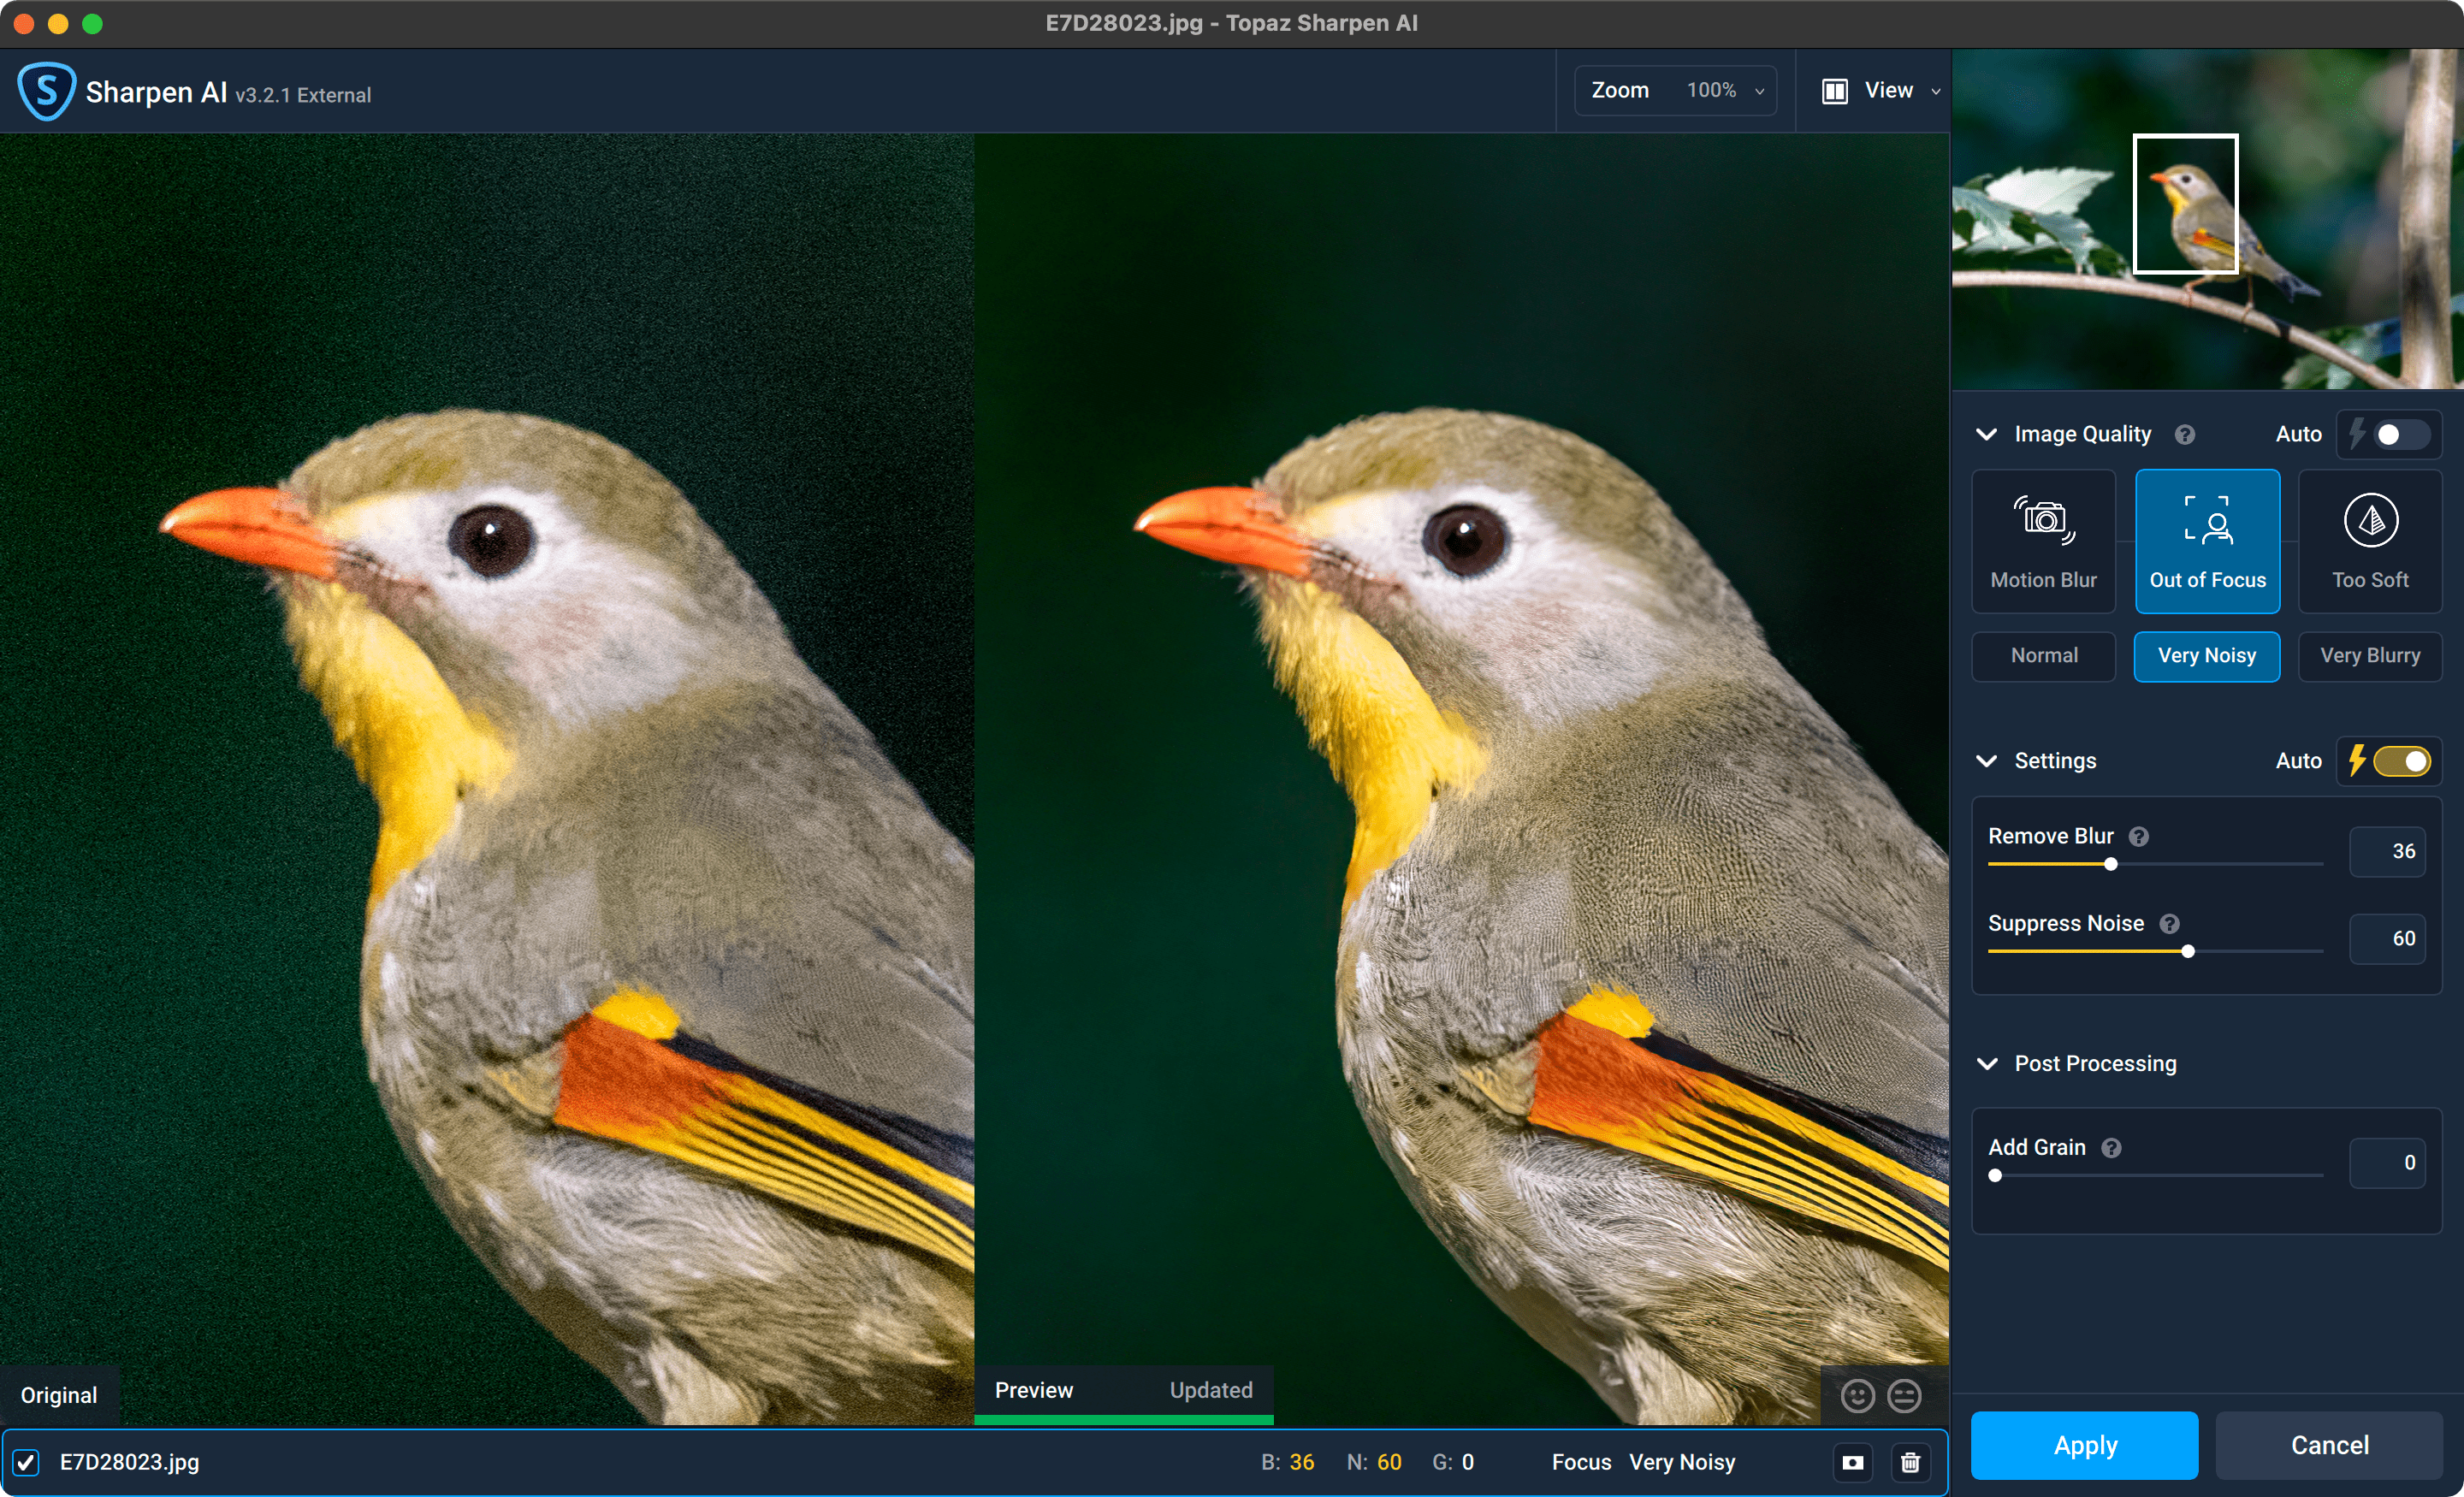 E7D28023.jpg - Topaz Sharpen AI
S Sharpen AI v3.2.1 External
Zoom 100%
View
Image Quality ? Auto
Motion Blur Out of Focus Too Soft
Normal Very Noisy Very Blurry
Settings Auto
Remove Blur ? 36
Suppress Noise ? 60
Post Processing
Add Grain ? 0
Original
Preview Updated
E7D28023.jpg B: 36 N: 60 G: 0 Focus Very Noisy
Apply Cancel